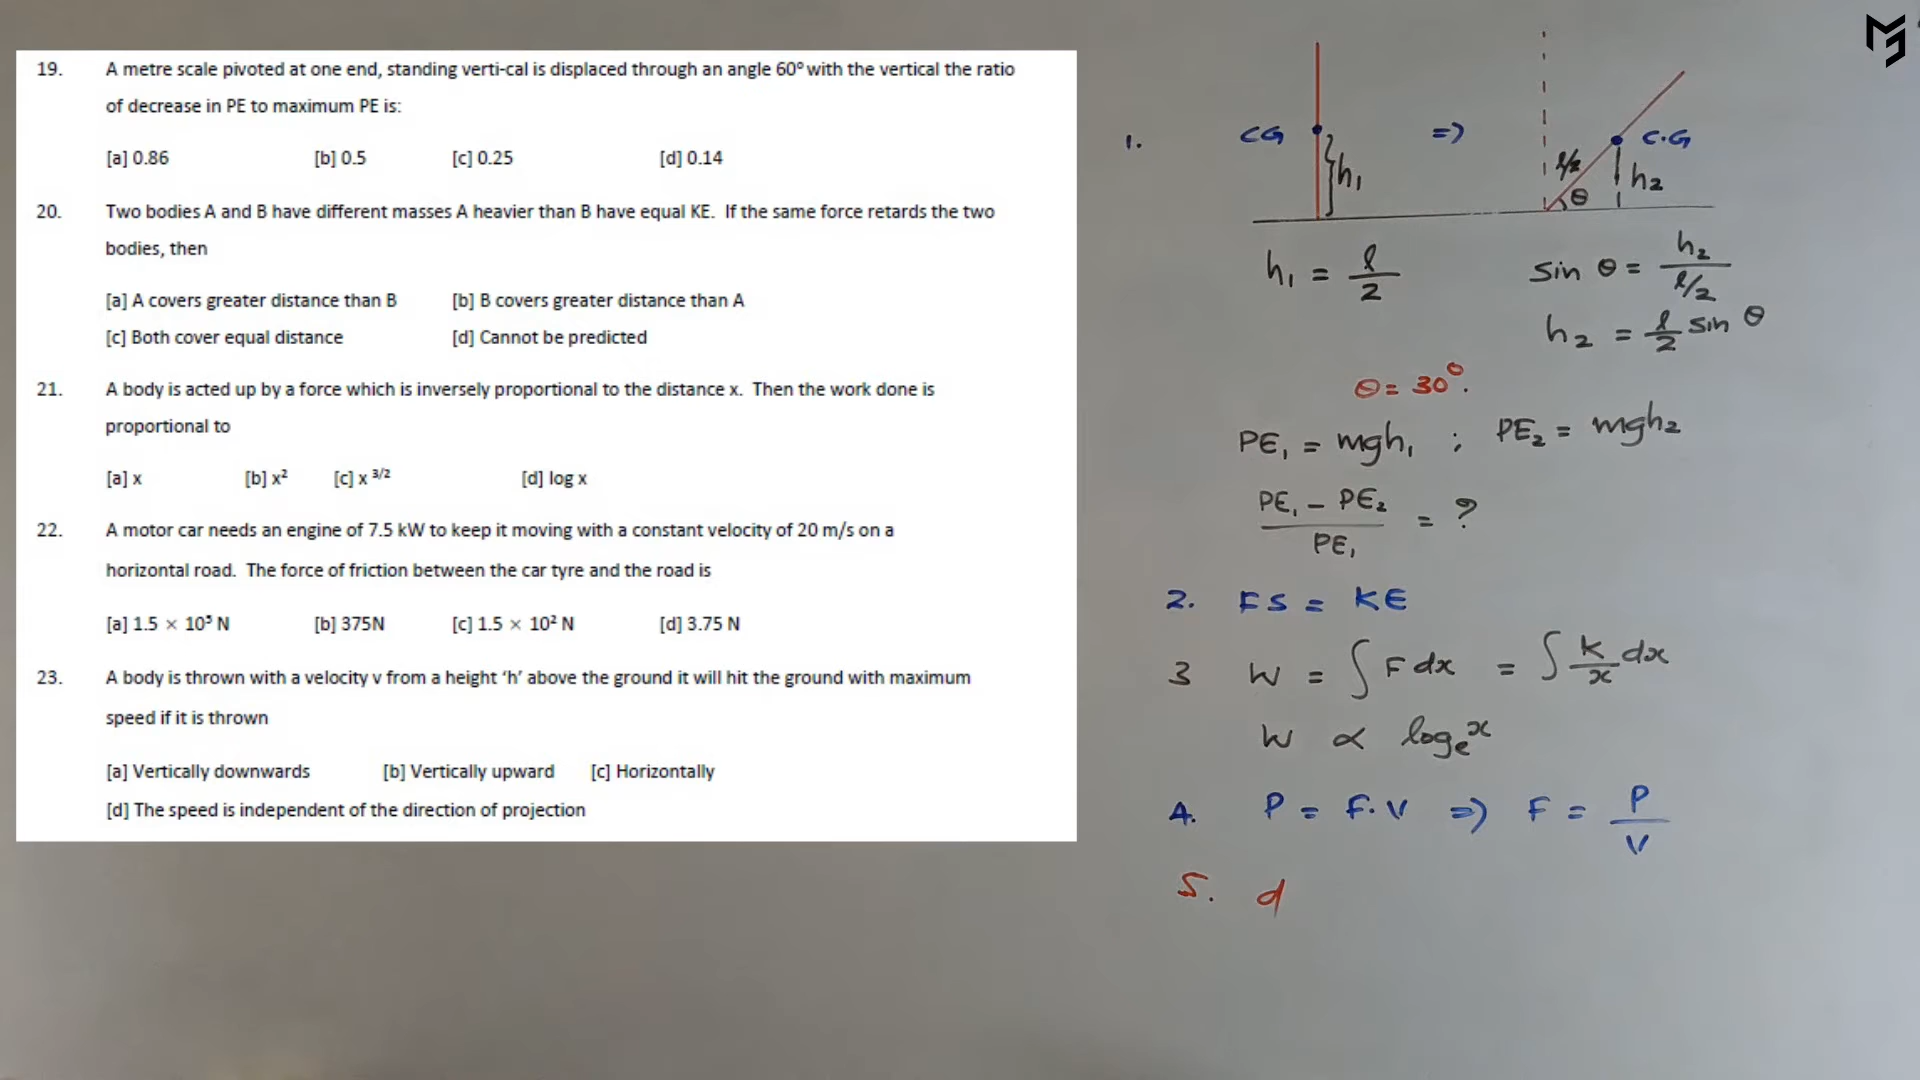 19. A metre scale pivoted at one end, standing verti-cal is displaced through an angle 60° with the vertical the ratio
of decrease in PE to maximum PE is:
[a] 0.86 [b] 0.5 [c] 0.25 [d] 0.14
20. Two bodies A and B have different masses A heavier than B have equal KE. If the same force retards the two
bodies, then
[a] A covers greater distance than B [b] B covers greater distance than A
[c] Both cover equal distance [d] Cannot be predicted
21. A body is acted up by a force which is inversely proportional to the distance x. Then the work done is
proportional to
[a] x [b] x² [c] x ³/² [d] log x
22. A motor car needs an engine of 7.5 kW to keep it moving with a constant velocity of 20 m/s on a
horizontal road. The force of friction between the car tyre and the road is
[a] 1.5 × 10⁵ N [b] 375N [c] 1.5 × 10² N [d] 3.75 N
23. A body is thrown with a velocity v from a height ‘h’ above the ground it will hit the ground with maximum
speed if it is thrown
[a] Vertically downwards [b] Vertically upward [c] Horizontally
[d] The speed is independent of the direction of projection
1. CG h₁ => C.G l/2 h₂ θ
h₁ = l/2 sin θ = h₂/(l/2)
h₂ = l/2 sin θ
θ = 30°.
PE₁ = mgh₁ ; PE₂ = mgh₂
(PE₁ – PE₂)/PE₁ = ?
2. FS = KE
3 W = ∫ F dx = ∫ K/x dx
W ∝ logₑx
4. P = F.V => F = P/V
5. d